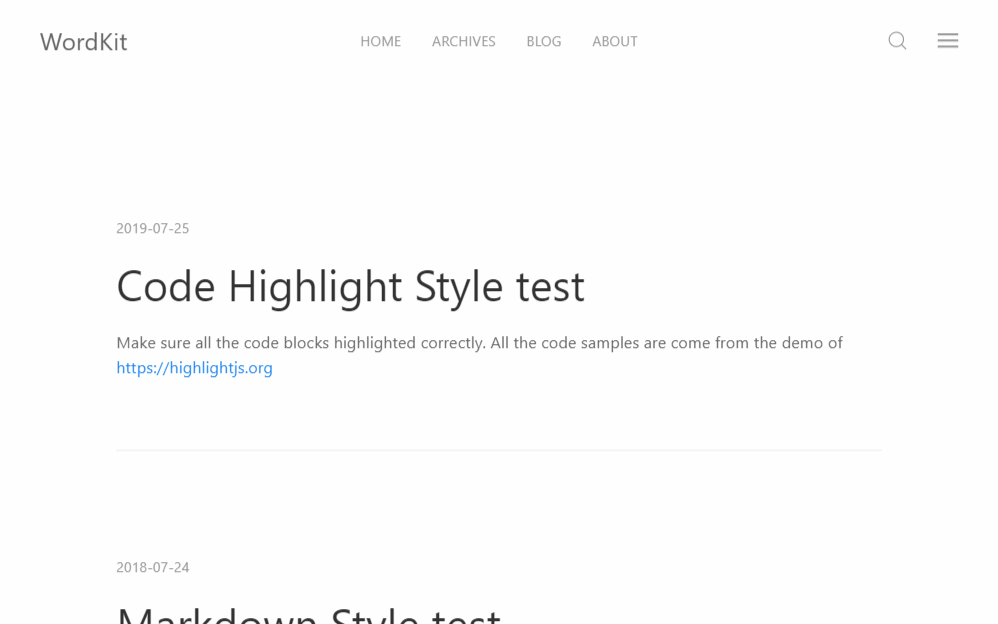 WordKit
HOME ARCHIVES BLOG ABOUT
2019-07-25
Code Highlight Style test
Make sure all the code blocks highlighted correctly. All the code samples are come from the demo of
https://highlightjs.org
2018-07-24
Markdown Style test